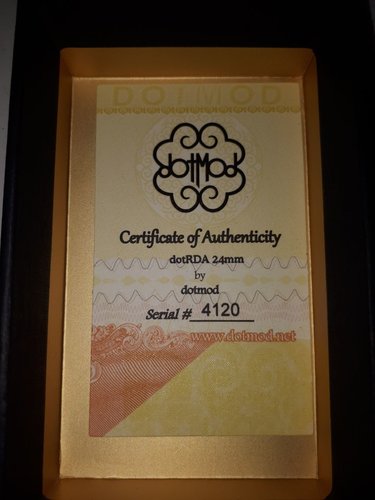 DOTMOD
dotMod
Certificate of Authenticity
dotRDA 24mm
by
dotmod
Serial # 4120
www.dotmod.net